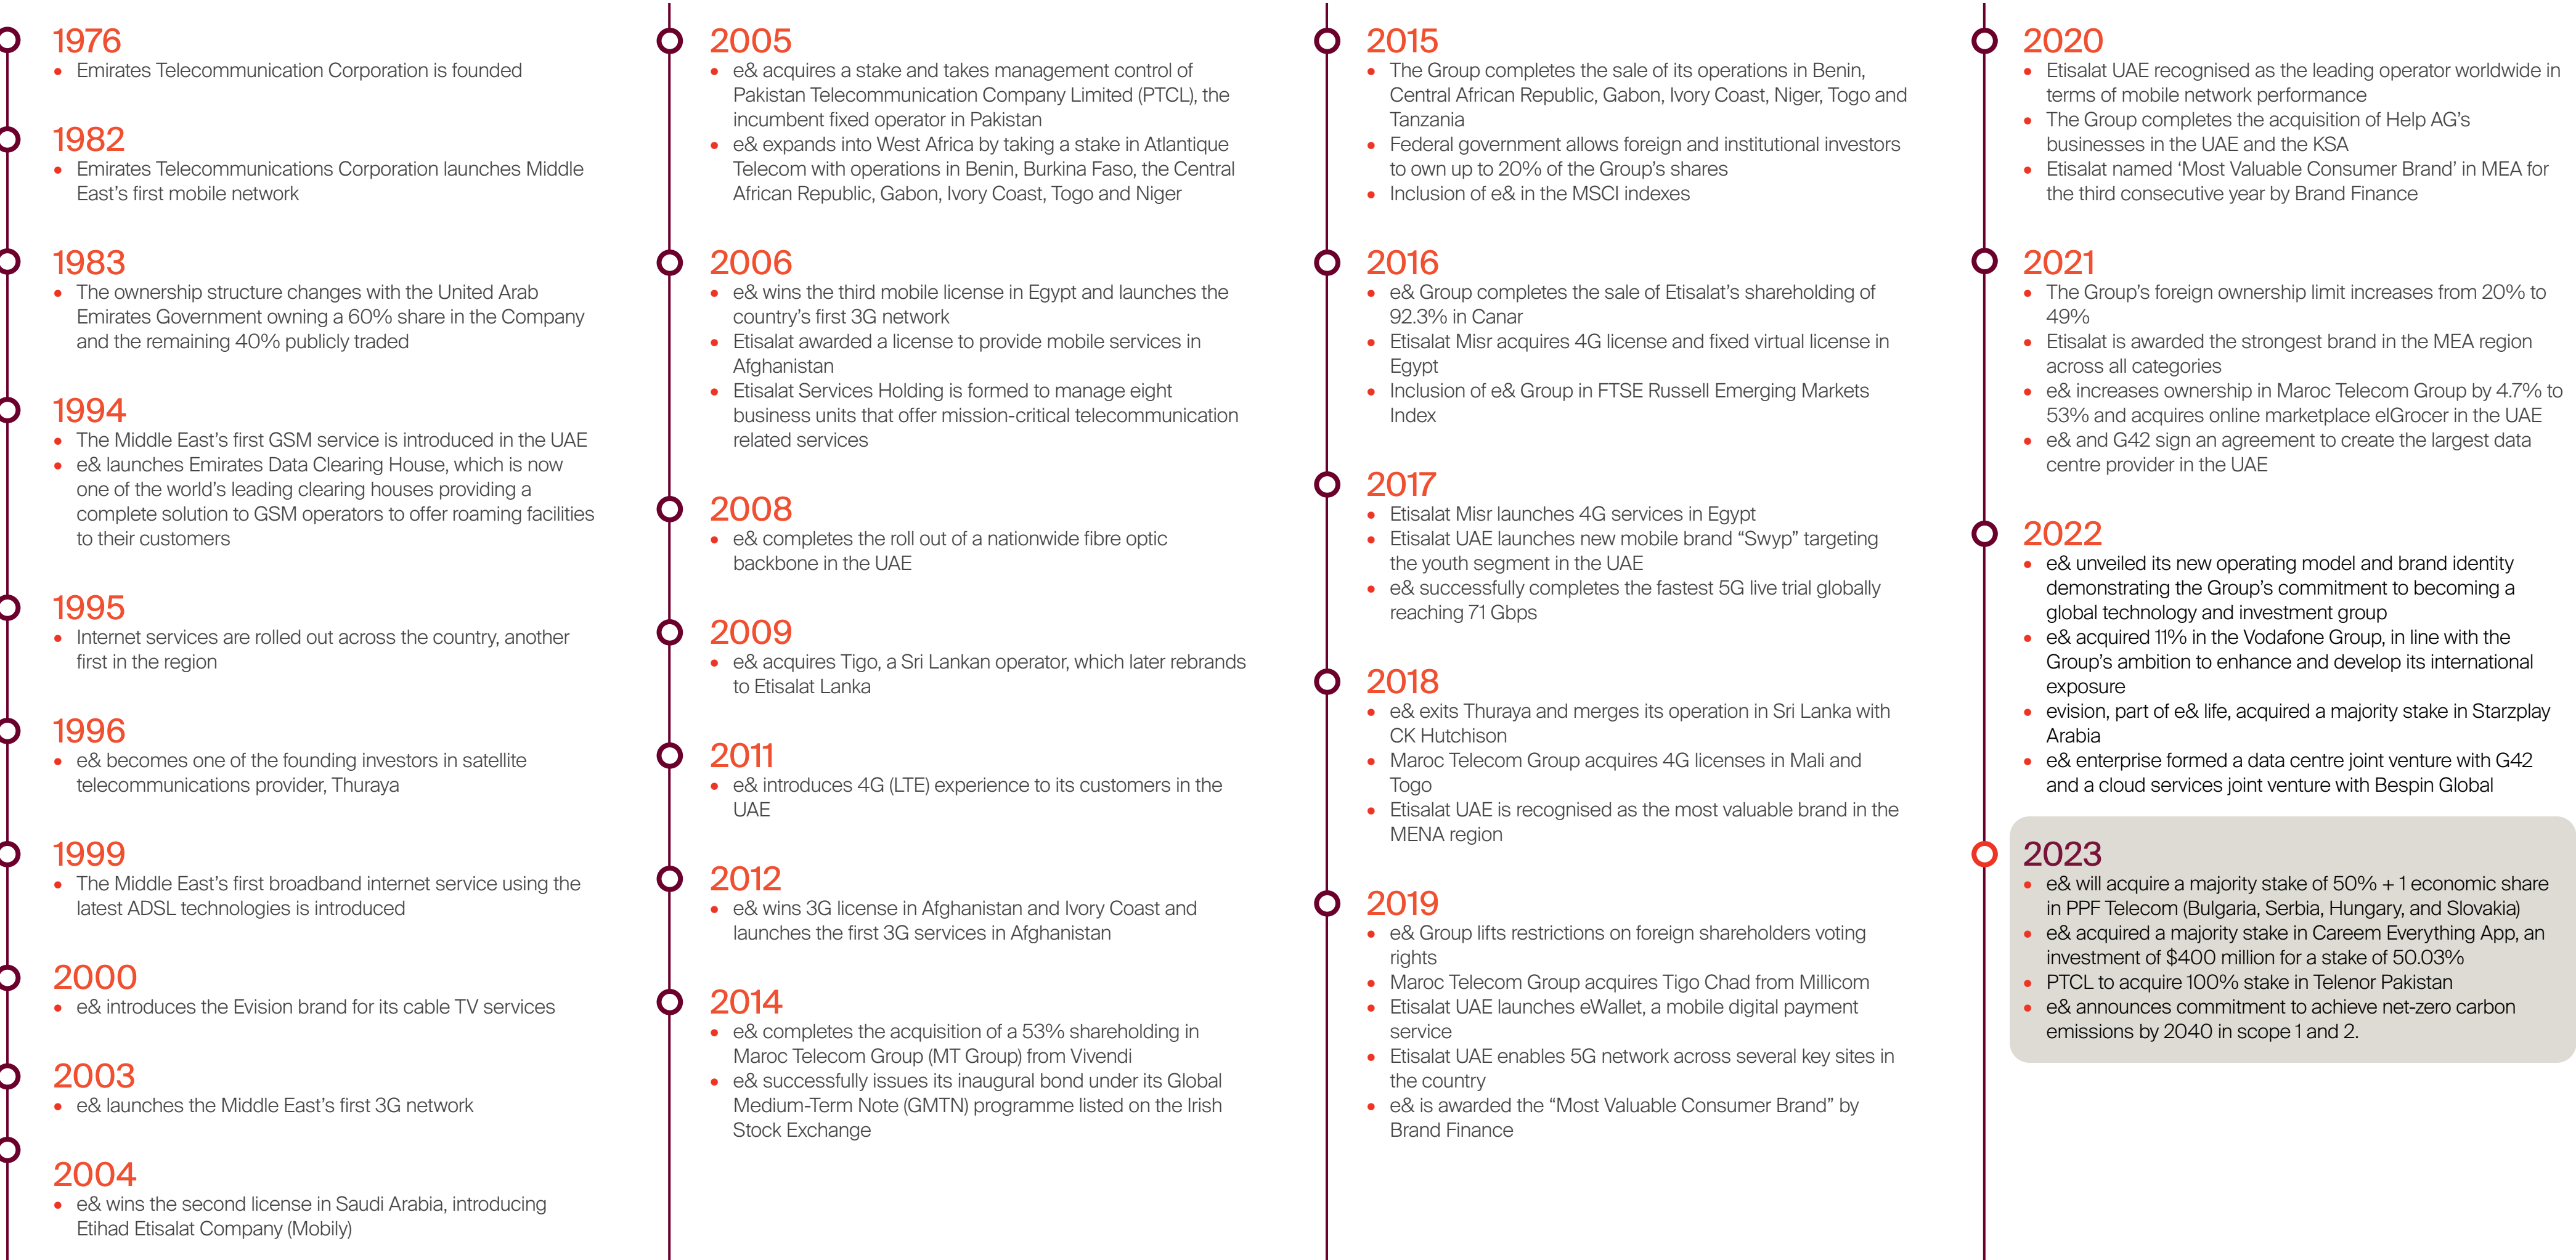 1976
• Emirates Telecommunication Corporation is founded
1982
• Emirates Telecommunications Corporation launches Middle
East’s first mobile network
1983
• The ownership structure changes with the United Arab
Emirates Government owning a 60% share in the Company
and the remaining 40% publicly traded
1994
• The Middle East’s first GSM service is introduced in the UAE
• e& launches Emirates Data Clearing House, which is now
one of the world’s leading clearing houses providing a
complete solution to GSM operators to offer roaming facilities
to their customers
1995
• Internet services are rolled out across the country, another
first in the region
1996
• e& becomes one of the founding investors in satellite
telecommunications provider, Thuraya
1999
• The Middle East’s first broadband internet service using the
latest ADSL technologies is introduced
2000
• e& introduces the Evision brand for its cable TV services
2003
• e& launches the Middle East’s first 3G network
2004
• e& wins the second license in Saudi Arabia, introducing
Etihad Etisalat Company (Mobily)
2005
• e& acquires a stake and takes management control of
Pakistan Telecommunication Company Limited (PTCL), the
incumbent fixed operator in Pakistan
• e& expands into West Africa by taking a stake in Atlantique
Telecom with operations in Benin, Burkina Faso, the Central
African Republic, Gabon, Ivory Coast, Togo and Niger
2006
• e& wins the third mobile license in Egypt and launches the
country’s first 3G network
• Etisalat awarded a license to provide mobile services in
Afghanistan
• Etisalat Services Holding is formed to manage eight
business units that offer mission-critical telecommunication
related services
2008
• e& completes the roll out of a nationwide fibre optic
backbone in the UAE
2009
• e& acquires Tigo, a Sri Lankan operator, which later rebrands
to Etisalat Lanka
2011
• e& introduces 4G (LTE) experience to its customers in the
UAE
2012
• e& wins 3G license in Afghanistan and Ivory Coast and
launches the first 3G services in Afghanistan
2014
• e& completes the acquisition of a 53% shareholding in
Maroc Telecom Group (MT Group) from Vivendi
• e& successfully issues its inaugural bond under its Global
Medium-Term Note (GMTN) programme listed on the Irish
Stock Exchange
2015
• The Group completes the sale of its operations in Benin,
Central African Republic, Gabon, Ivory Coast, Niger, Togo and
Tanzania
• Federal government allows foreign and institutional investors
to own up to 20% of the Group’s shares
• Inclusion of e& in the MSCI indexes
2016
• e& Group completes the sale of Etisalat’s shareholding of
92.3% in Canar
• Etisalat Misr acquires 4G license and fixed virtual license in
Egypt
• Inclusion of e& Group in FTSE Russell Emerging Markets
Index
2017
• Etisalat Misr launches 4G services in Egypt
• Etisalat UAE launches new mobile brand “Swyp” targeting
the youth segment in the UAE
• e& successfully completes the fastest 5G live trial globally
reaching 71 Gbps
2018
• e& exits Thuraya and merges its operation in Sri Lanka with
CK Hutchison
• Maroc Telecom Group acquires 4G licenses in Mali and
Togo
• Etisalat UAE is recognised as the most valuable brand in the
MENA region
2019
• e& Group lifts restrictions on foreign shareholders voting
rights
• Maroc Telecom Group acquires Tigo Chad from Millicom
• Etisalat UAE launches eWallet, a mobile digital payment
service
• Etisalat UAE enables 5G network across several key sites in
the country
• e& is awarded the “Most Valuable Consumer Brand” by
Brand Finance
2020
• Etisalat UAE recognised as the leading operator worldwide in
terms of mobile network performance
• The Group completes the acquisition of Help AG’s
businesses in the UAE and the KSA
• Etisalat named ‘Most Valuable Consumer Brand’ in MEA for
the third consecutive year by Brand Finance
2021
• The Group’s foreign ownership limit increases from 20% to
49%
• Etisalat is awarded the strongest brand in the MEA region
across all categories
• e& increases ownership in Maroc Telecom Group by 4.7% to
53% and acquires online marketplace elGrocer in the UAE
• e& and G42 sign an agreement to create the largest data
centre provider in the UAE
2022
• e& unveiled its new operating model and brand identity
demonstrating the Group’s commitment to becoming a
global technology and investment group
• e& acquired 11% in the Vodafone Group, in line with the
Group’s ambition to enhance and develop its international
exposure
• evision, part of e& life, acquired a majority stake in Starzplay
Arabia
• e& enterprise formed a data centre joint venture with G42
and a cloud services joint venture with Bespin Global
2023
• e& will acquire a majority stake of 50% + 1 economic share
in PPF Telecom (Bulgaria, Serbia, Hungary, and Slovakia)
• e& acquired a majority stake in Careem Everything App, an
investment of $400 million for a stake of 50.03%
• PTCL to acquire 100% stake in Telenor Pakistan
• e& announces commitment to achieve net-zero carbon
emissions by 2040 in scope 1 and 2.